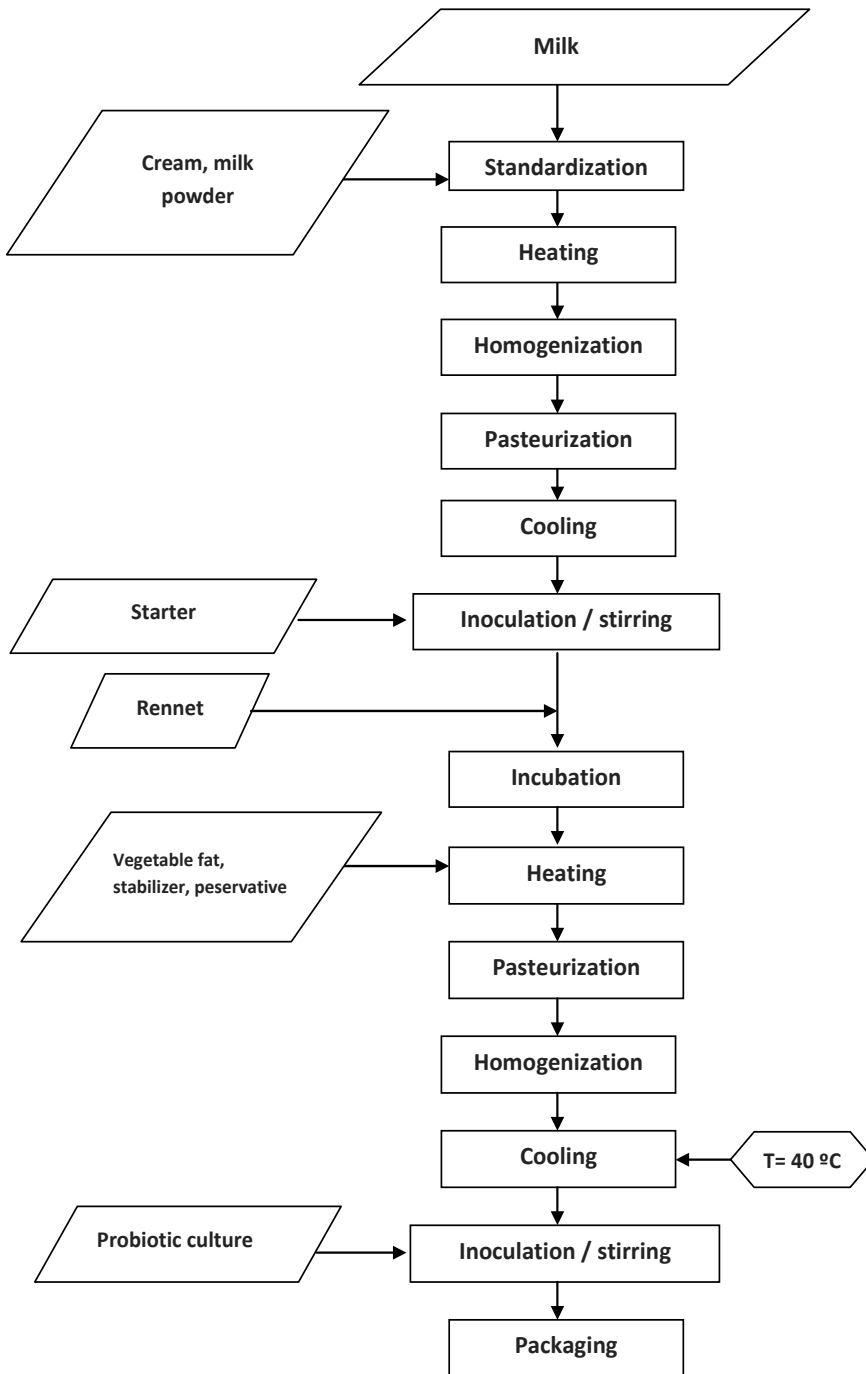 Milk
Cream, milk
powder
Standardization
Heating
Homogenization
Pasteurization
Cooling
Starter
Inoculation / stirring
Rennet
Incubation
Vegetable fat,
stabilizer, peservative
Heating
Pasteurization
Homogenization
Cooling
T= 40 ºC
Probiotic culture
Inoculation / stirring
Packaging